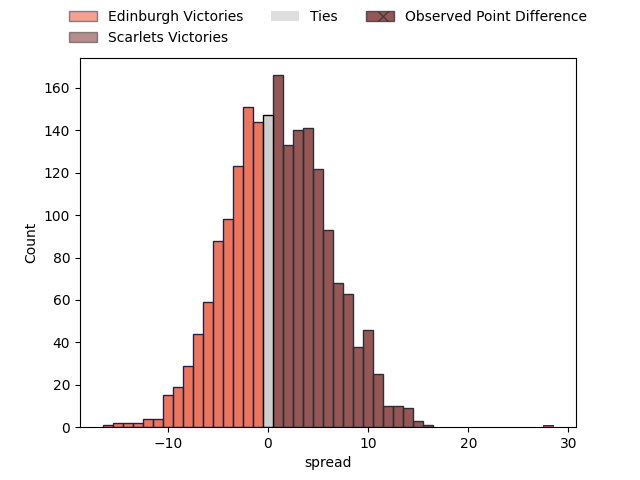 Edinburgh Victories
Scarlets Victories
Ties
Observed Point Difference
Count
160
140
120
100
80
60
40
20
0
−10
0
10
20
30
spread